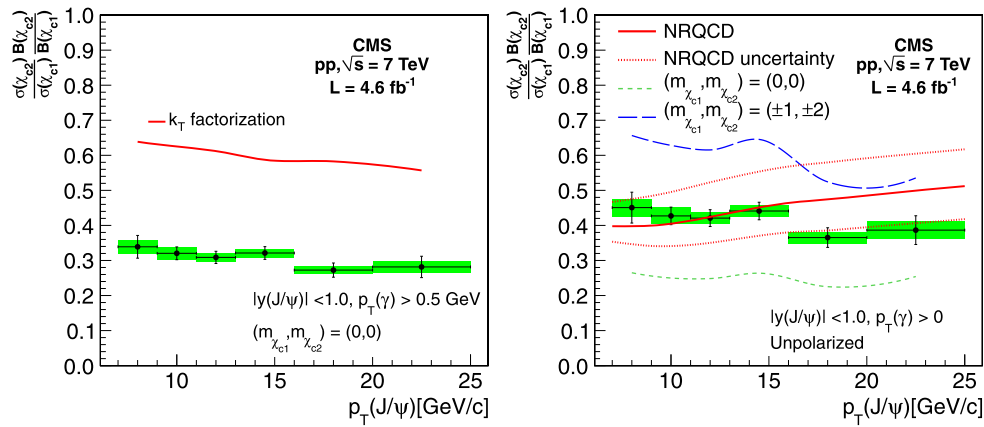 σ(χc2) B(χc2)
σ(χc1) B(χc1)
1.0
0.9
0.8
0.7
0.6
0.5
0.4
0.3
0.2
0.1
0.0
CMS
pp,√s = 7 TeV
L = 4.6 fb-1
kT factorization
|y(J/ψ)| <1.0, pT(γ) > 0.5 GeV
(mχc1,mχc2) = (0,0)
10 15 20 25
pT(J/ψ)[GeV/c]
σ(χc2) B(χc2)
σ(χc1) B(χc1)
1.0
0.9
0.8
0.7
0.6
0.5
0.4
0.3
0.2
0.1
0.0
NRQCD
NRQCD uncertainty
(mχc1,mχc2) = (0,0)
(mχc1,mχc2) = (±1, ±2)
CMS
pp,√s = 7 TeV
L = 4.6 fb-1
|y(J/ψ)| <1.0, pT(γ) > 0
Unpolarized
10 15 20 25
pT(J/ψ)[GeV/c]